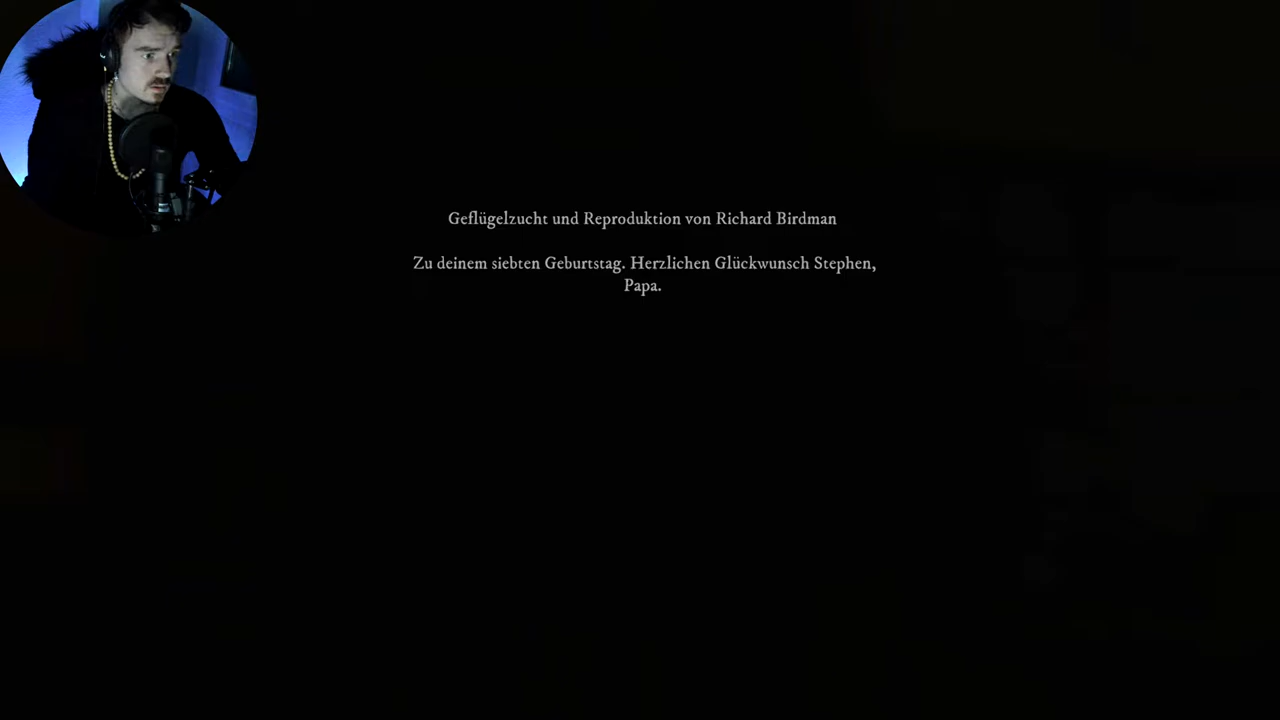 Geflügelzucht und Reproduktion von Richard Birdman
Zu deinem siebten Geburtstag. Herzlichen Glückwunsch Stephen,
Papa.